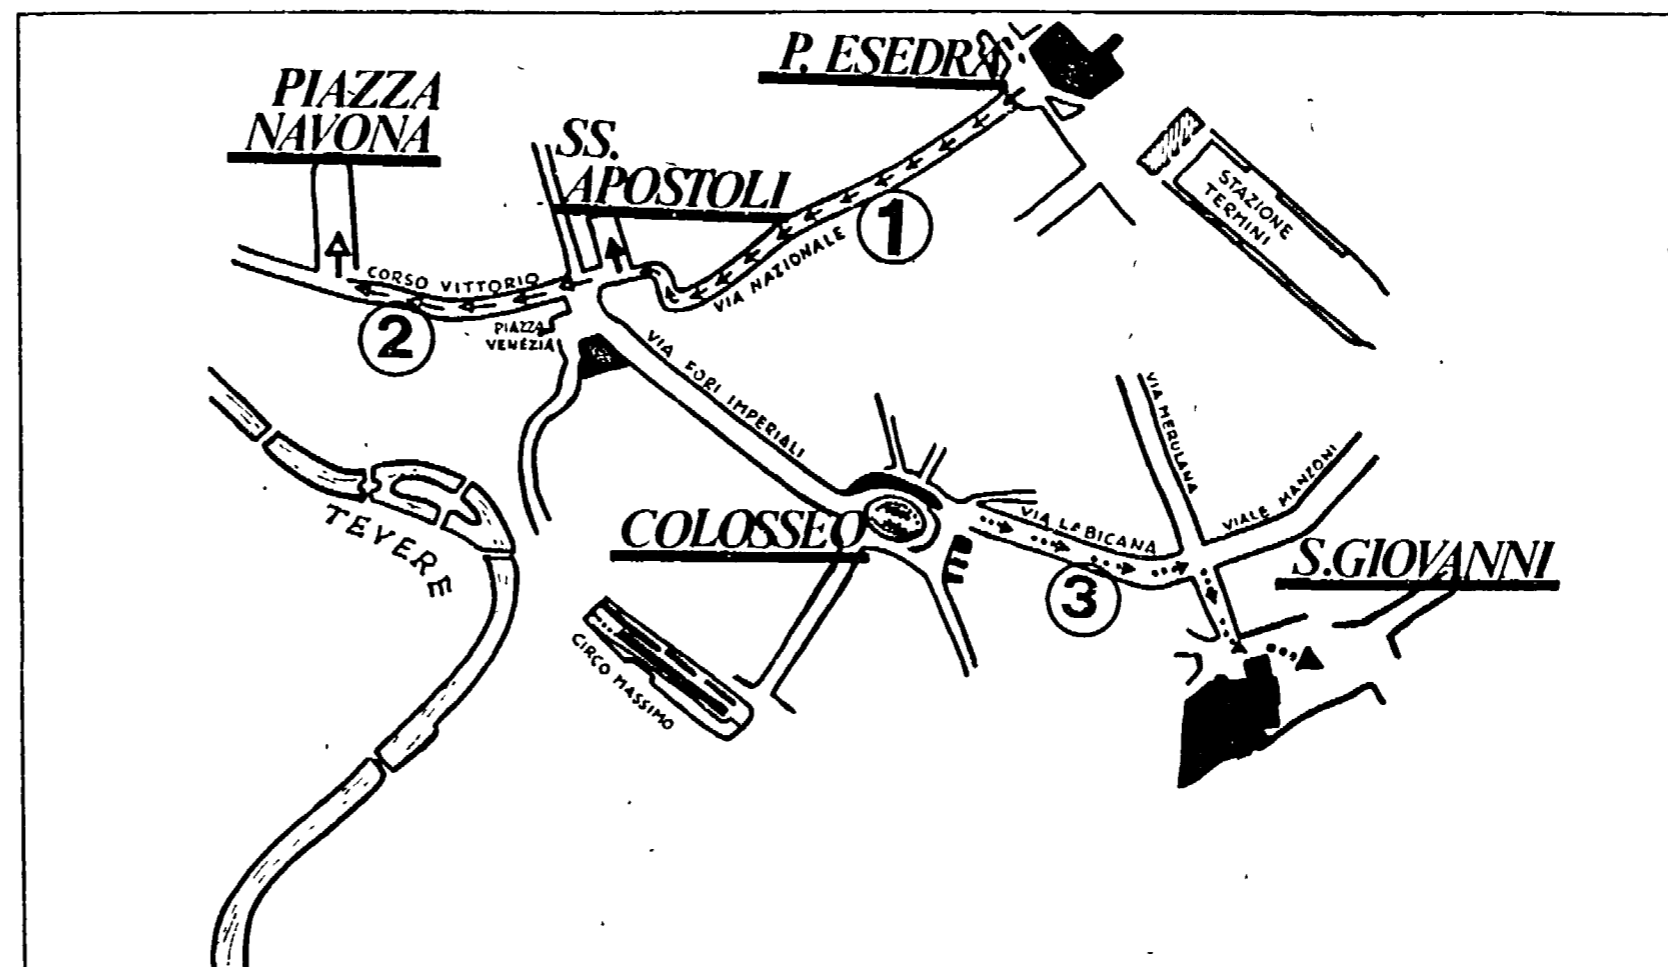 P. ESEDRA
PIAZZA
NAVONA
SS.
APOSTOLI
1
STAZIONE
TERMINI
VIA NAZIONALE
CORSO VITTORIO
2
PIAZZA
VENEZIA
VIA FORI IMPERIALI
VIA MERULANA
VIALE MANZONI
TEVERE
COLOSSEO
VIA LABICANA
S.GIOVANNI
3
CIRCO MASSIMO